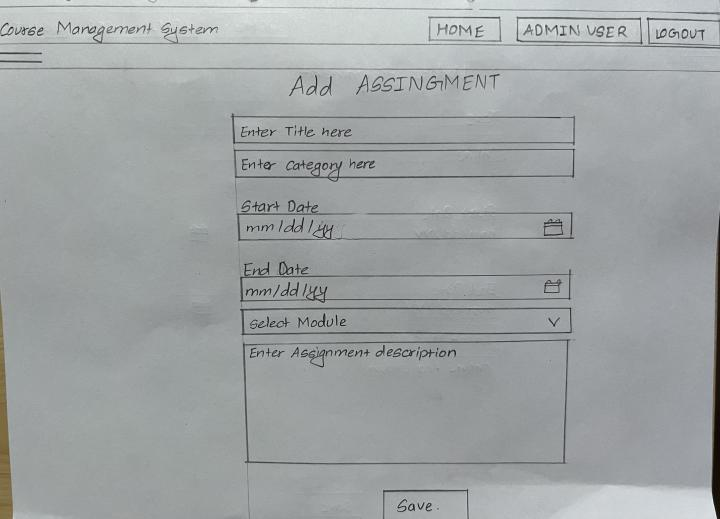 Course Management System
HOME
ADMIN USER
LOGOUT
Add ASSINGMENT
Enter Title here
Enter Category here
Start Date
mm/dd/yy
End Date
mm/dd/yy
Select Module
Enter Assignment description
Save.